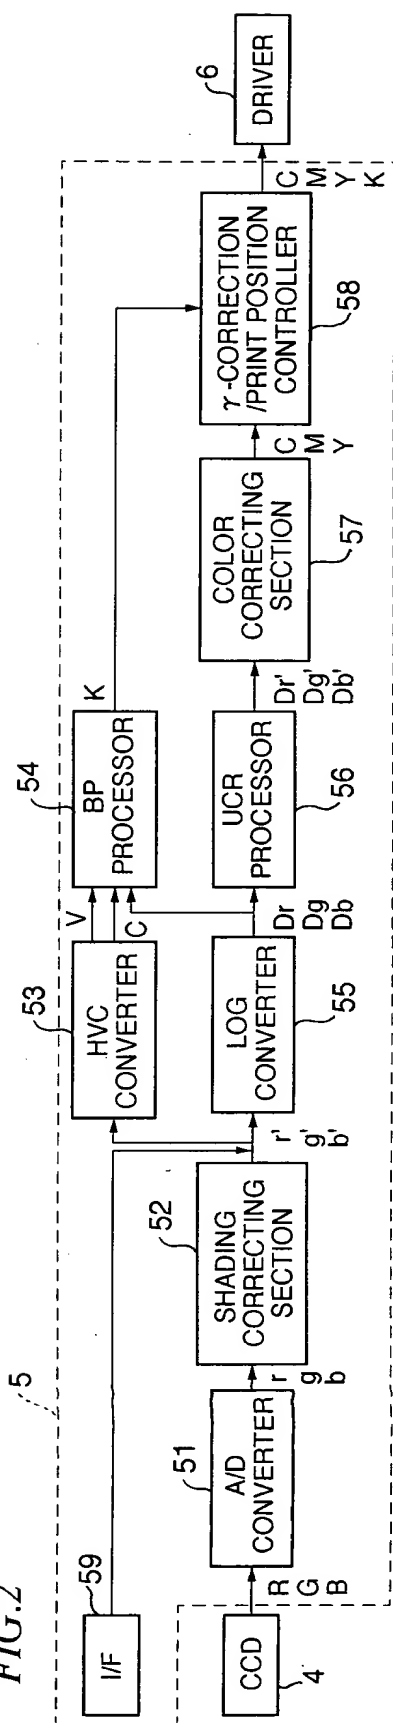 FIG.2
5
I/F
59
CCD
4
R
G
B
51
A/D
CONVERTER
r
g
b
52
SHADING
CORRECTING
SECTION
r'
g'
b'
53
HVC
CONVERTER
V
C
LOG
CONVERTER
55
Dr
Dg
Db
54
BP
PROCESSOR
K
UCR
PROCESSOR
56
Dr'
Dg'
Db'
COLOR
CORRECTING
SECTION
57
C
M
Y
γ-CORRECTION
/PRINT POSITION
CONTROLLER
58
C
M
Y
K
6
DRIVER